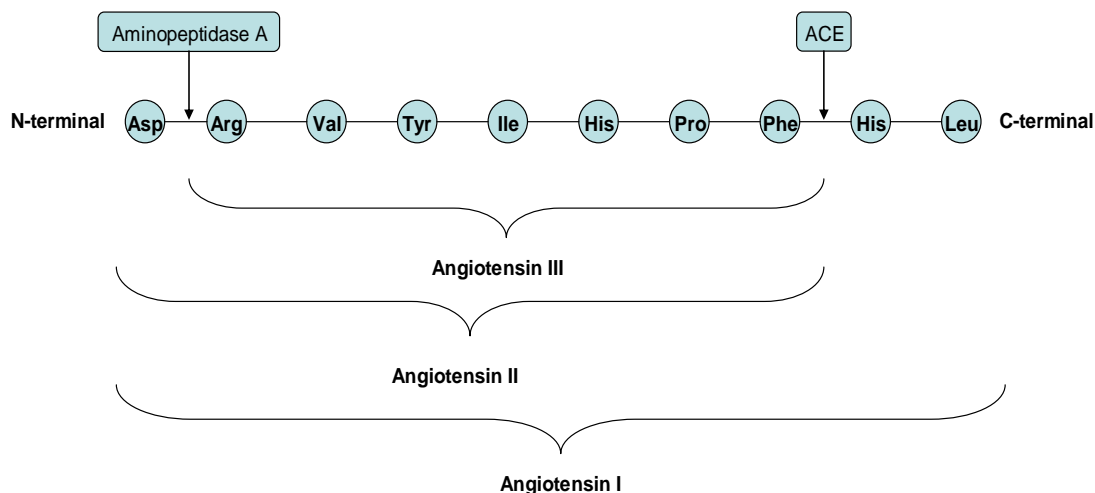 Aminopeptidase A
ACE
N-terminal Asp Arg Val Tyr Ile His Pro Phe His Leu C-terminal
Angiotensin III
Angiotensin II
Angiotensin I